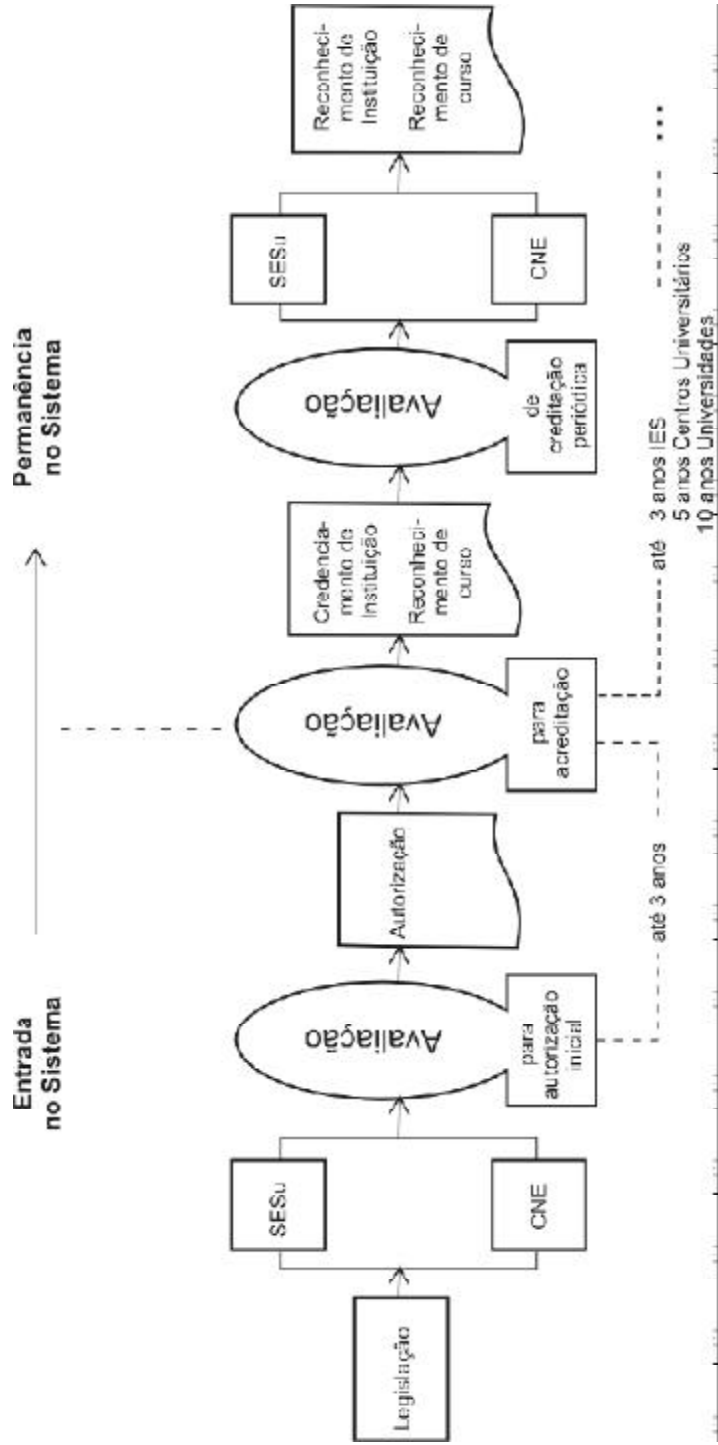 Entrada
no Sistema
Permanência
no Sistema
Legislação
SESu
CNE
Avaliação
para
autorização
inicial
Autorização
Avaliação
para
acreditação
Credencia-
mento de
Instituição
Reconheci-
mento de
curso
Avaliação
de
creditação
periódica
SESu
CNE
Reconheci-
mento de
Instituição
Reconheci-
mento de
curso
até 3 anos
até 3 anos IES
5 anos Centros Universitários
10 anos Universidades
...